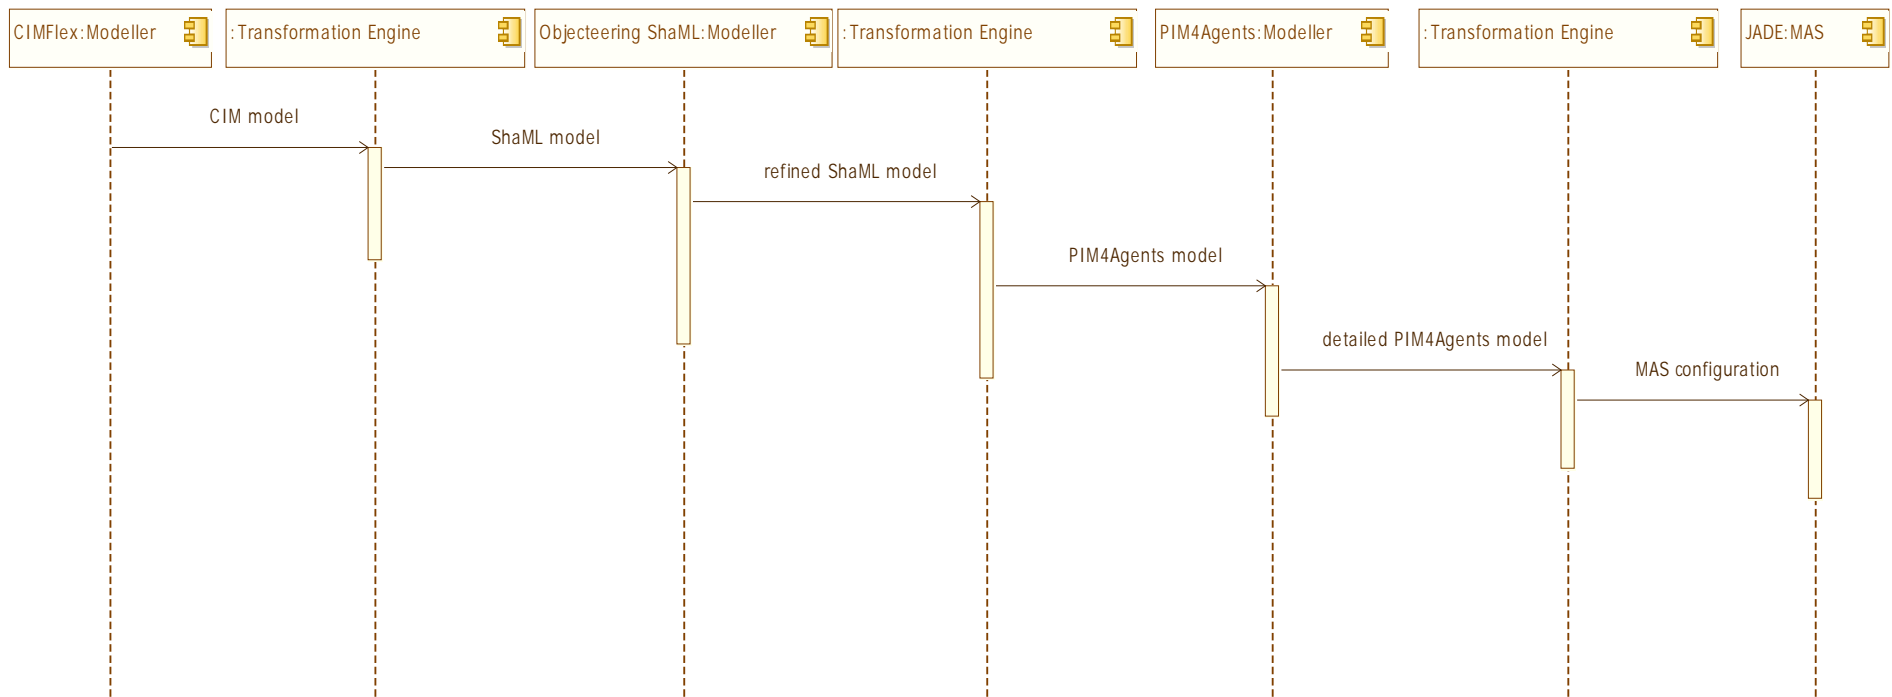 CIMFlex:Modeller
:Transformation Engine
Objecteering ShaML:Modeller
:Transformation Engine
PIM4Agents:Modeller
:Transformation Engine
JADE:MAS
CIM model
ShaML model
refined ShaML model
PIM4Agents model
detailed PIM4Agents model
MAS configuration